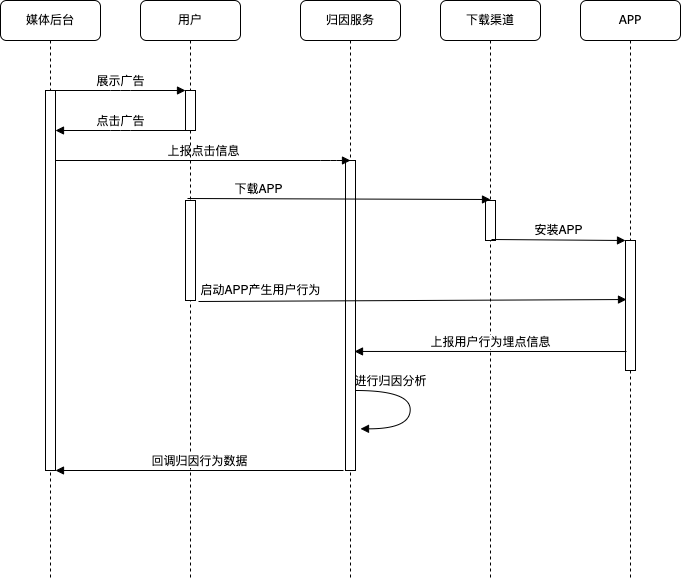 媒体后台
用户
归因服务
下载渠道
APP
展示广告
点击广告
上报点击信息
下载APP
安装APP
启动APP产生用户行为
上报用户行为埋点信息
进行归因分析
回调归因行为数据